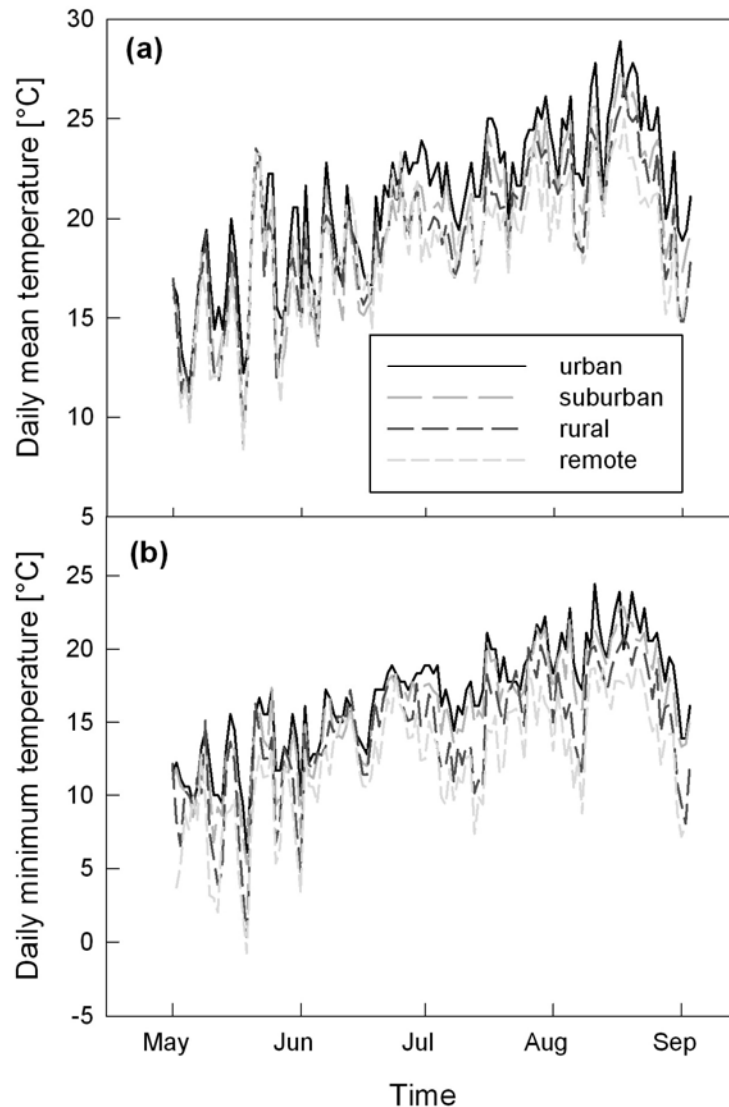 30
(a)
25
20
15
10
5
Daily mean temperature [°C]
urban
suburban
rural
remote
(b)
25
20
15
10
5
0
-5
Daily minimum temperature [°C]
May Jun Jul Aug Sep
Time